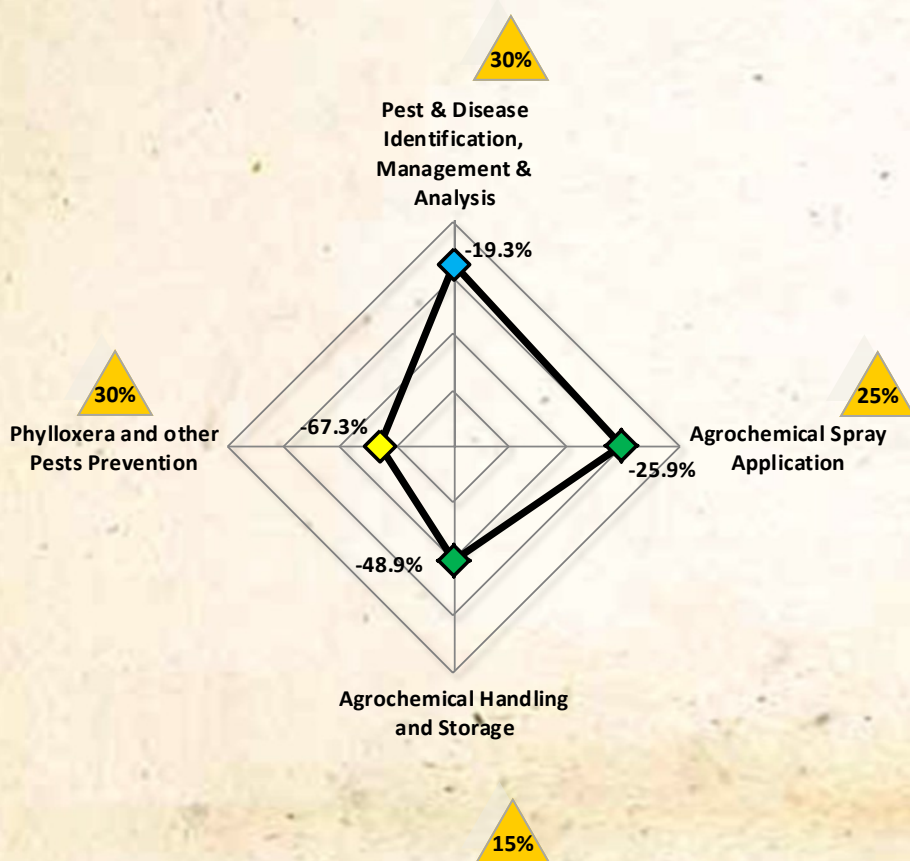 30%
Pest & Disease
Identification,
Management &
Analysis
-19.3%
30%
Phylloxera and other
Pests Prevention
-67.3%
25%
Agrochemical Spray
Application
-25.9%
-48.9%
Agrochemical Handling
and Storage
15%